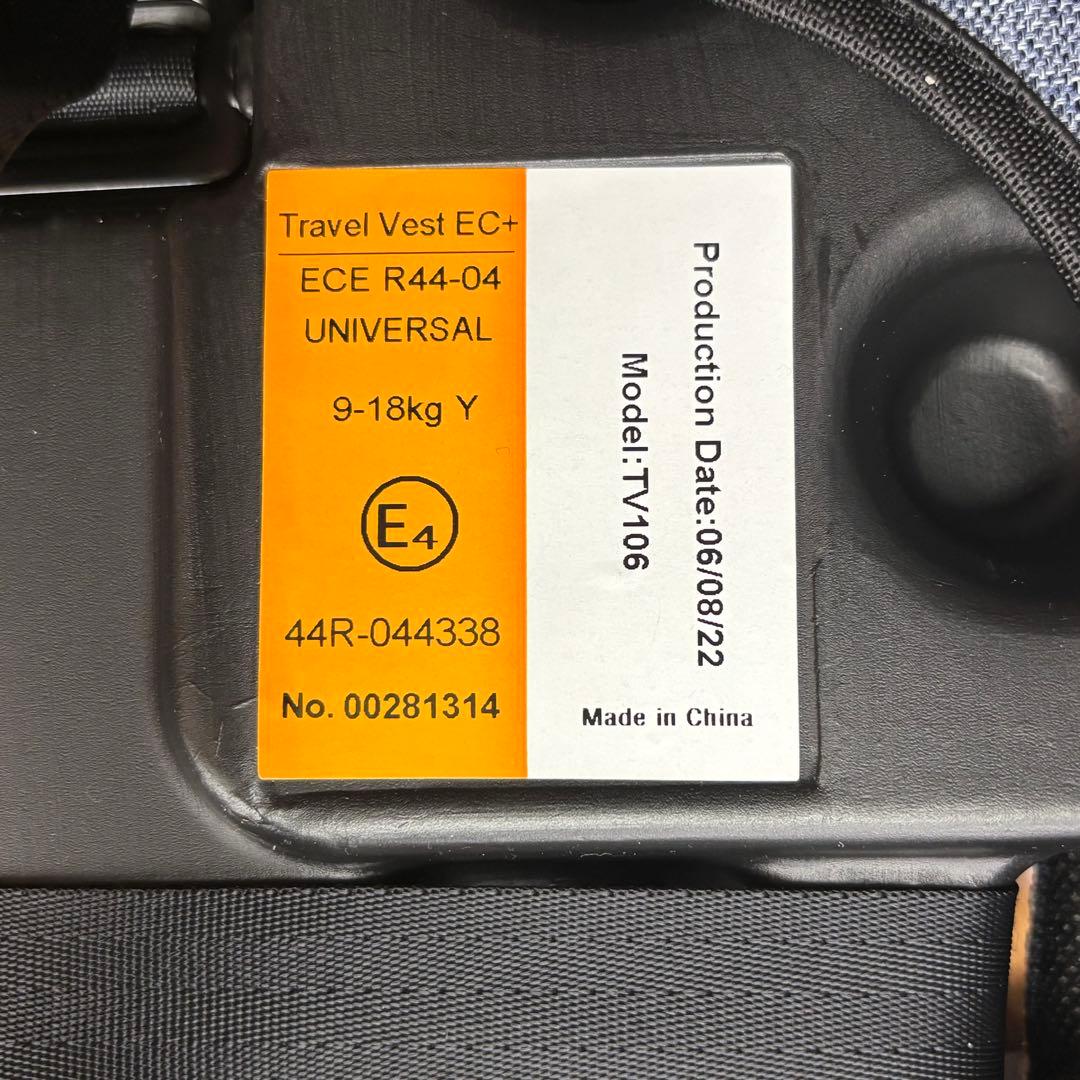 Travel Vest EC+
ECE R44-04
UNIVERSAL
9-18kg Y
E4
44R-044338
No. 00281314
Production Date:06/08/22
Model:TV106
Made in China